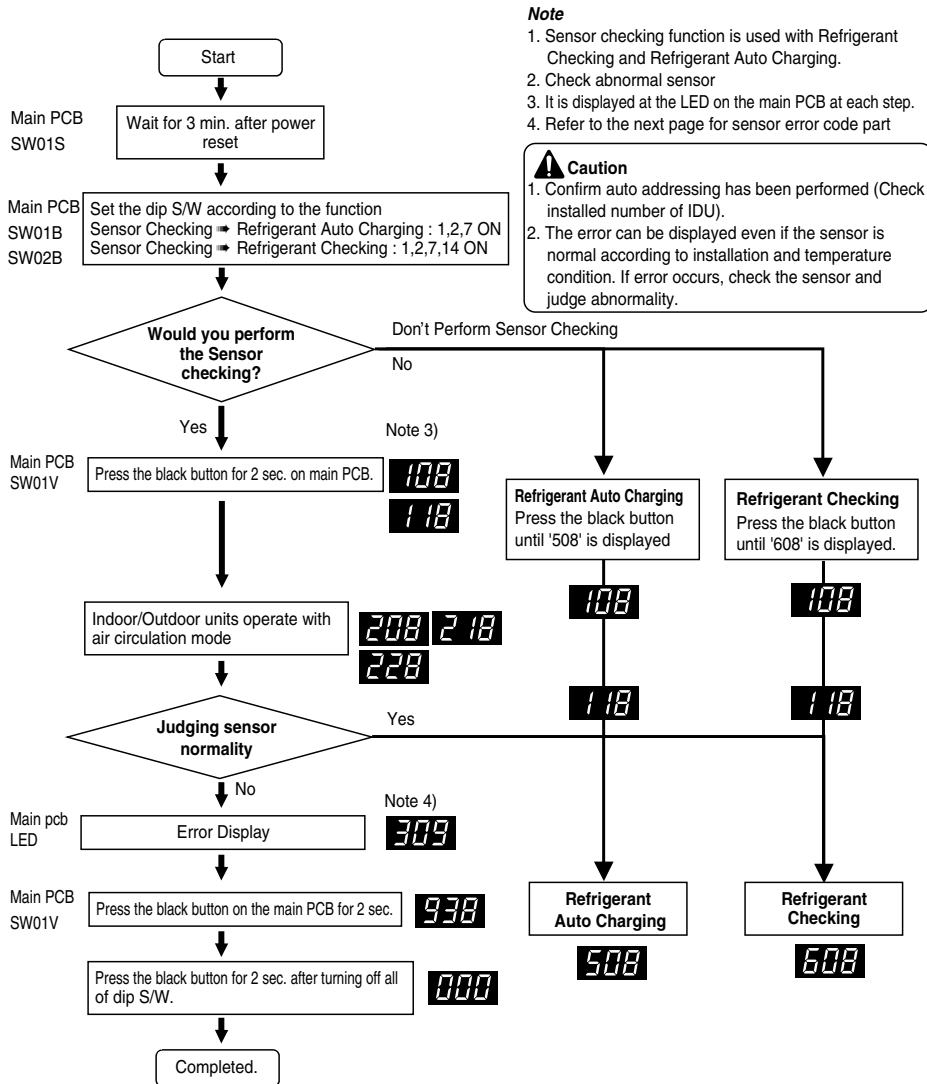 Note
1. Sensor checking function is used with Refrigerant
Checking and Refrigerant Auto Charging.
2. Check abnormal sensor
3. It is displayed at the LED on the main PCB at each step.
4. Refer to the next page for sensor error code part
Caution
1. Confirm auto addressing has been performed (Check
installed number of IDU).
2. The error can be displayed even if the sensor is
normal according to installation and temperature
condition. If error occurs, check the sensor and
judge abnormality.
Start
Main PCB
SW01S
Wait for 3 min. after power
reset
Main PCB
SW01B
SW02B
Set the dip S/W according to the function
Sensor Checking ➠ Refrigerant Auto Charging : 1,2,7 ON
Sensor Checking ➠ Refrigerant Checking : 1,2,7,14 ON
Would you perform
the Sensor
checking?
Don't Perform Sensor Checking
No
Yes
Note 3)
Main PCB
SW01V
Press the black button for 2 sec. on main PCB.
108
118
Refrigerant Auto Charging
Press the black button
until '508' is displayed
108
118
Refrigerant Checking
Press the black button
until '608' is displayed.
108
118
Indoor/Outdoor units operate with
air circulation mode
208 218
228
Judging sensor
normality
Yes
No
Note 4)
Main pcb
LED
Error Display
309
Main PCB
SW01V
Press the black button on the main PCB for 2 sec.
938
Refrigerant
Auto Charging
508
Refrigerant
Checking
608
Press the black button for 2 sec. after turning off all
of dip S/W.
000
Completed.